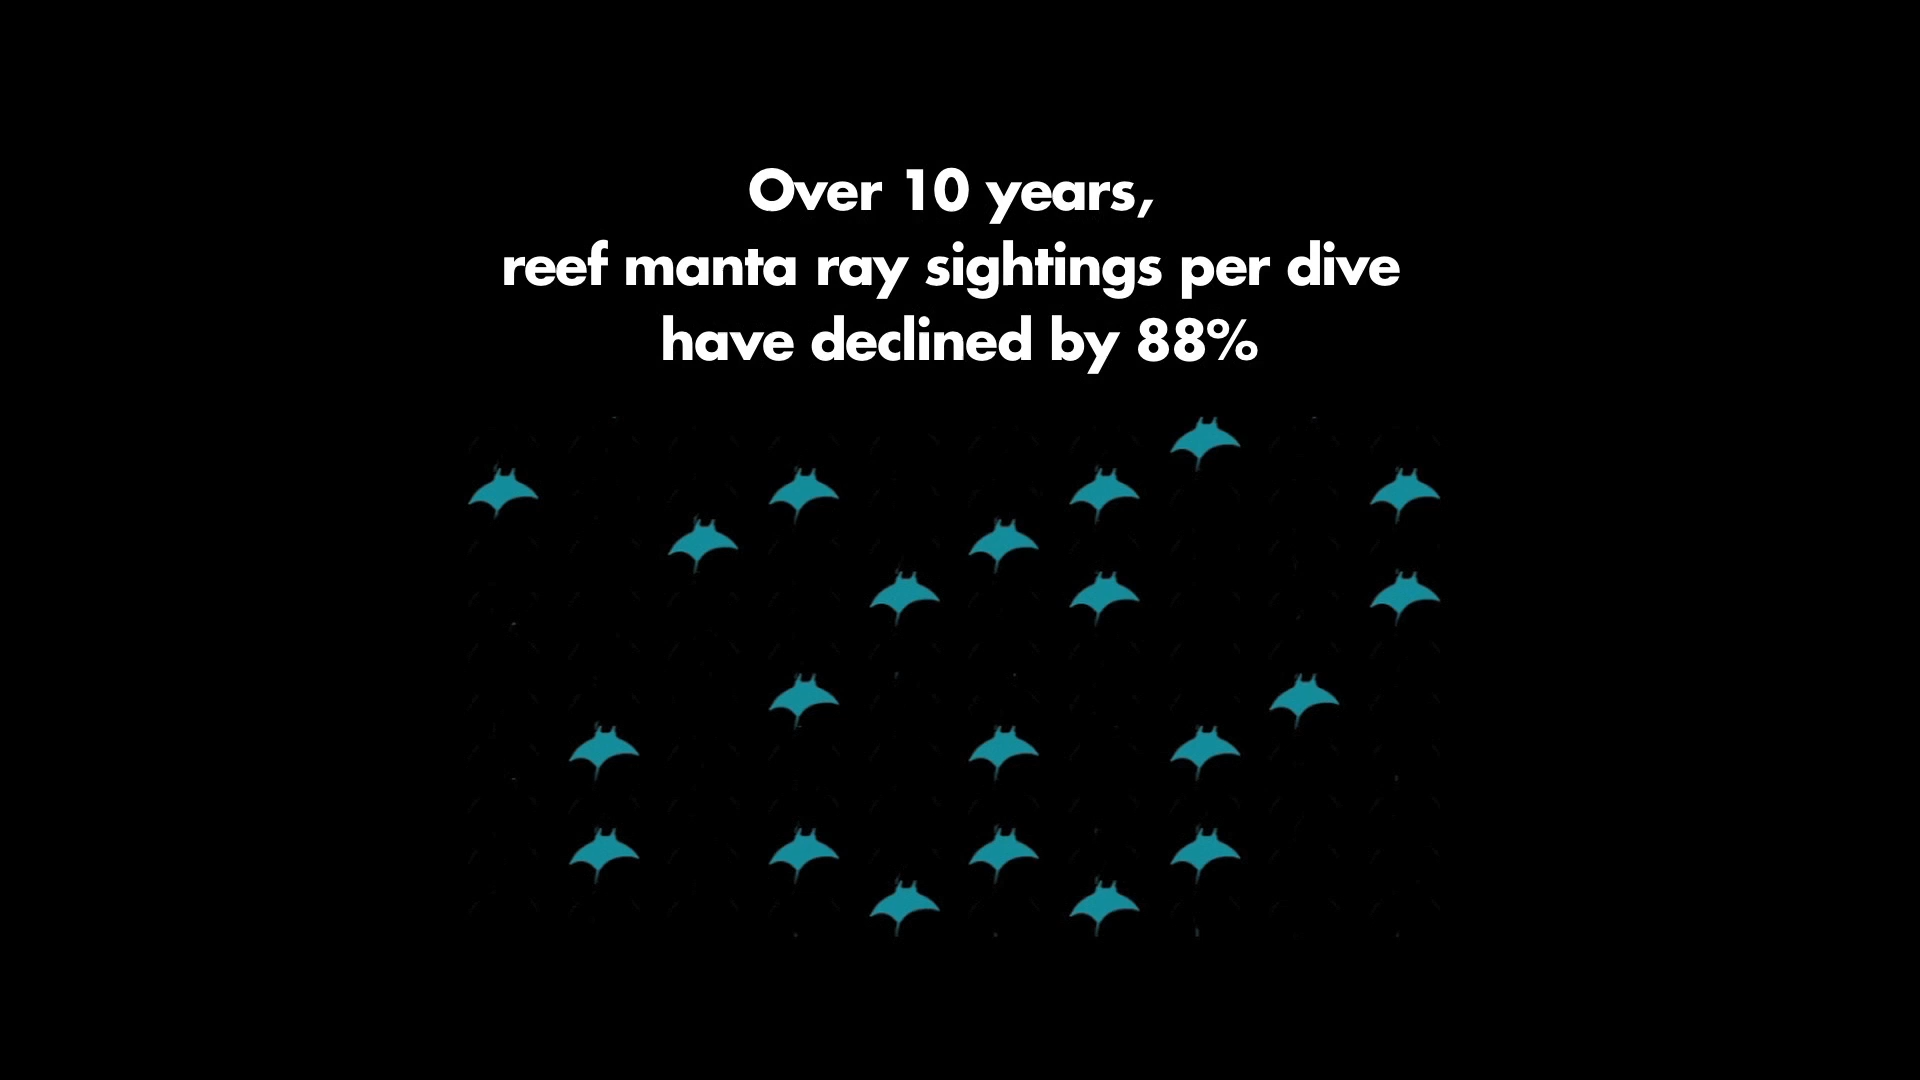 Over 10 years,
reef manta ray sightings per dive
have declined by 88%